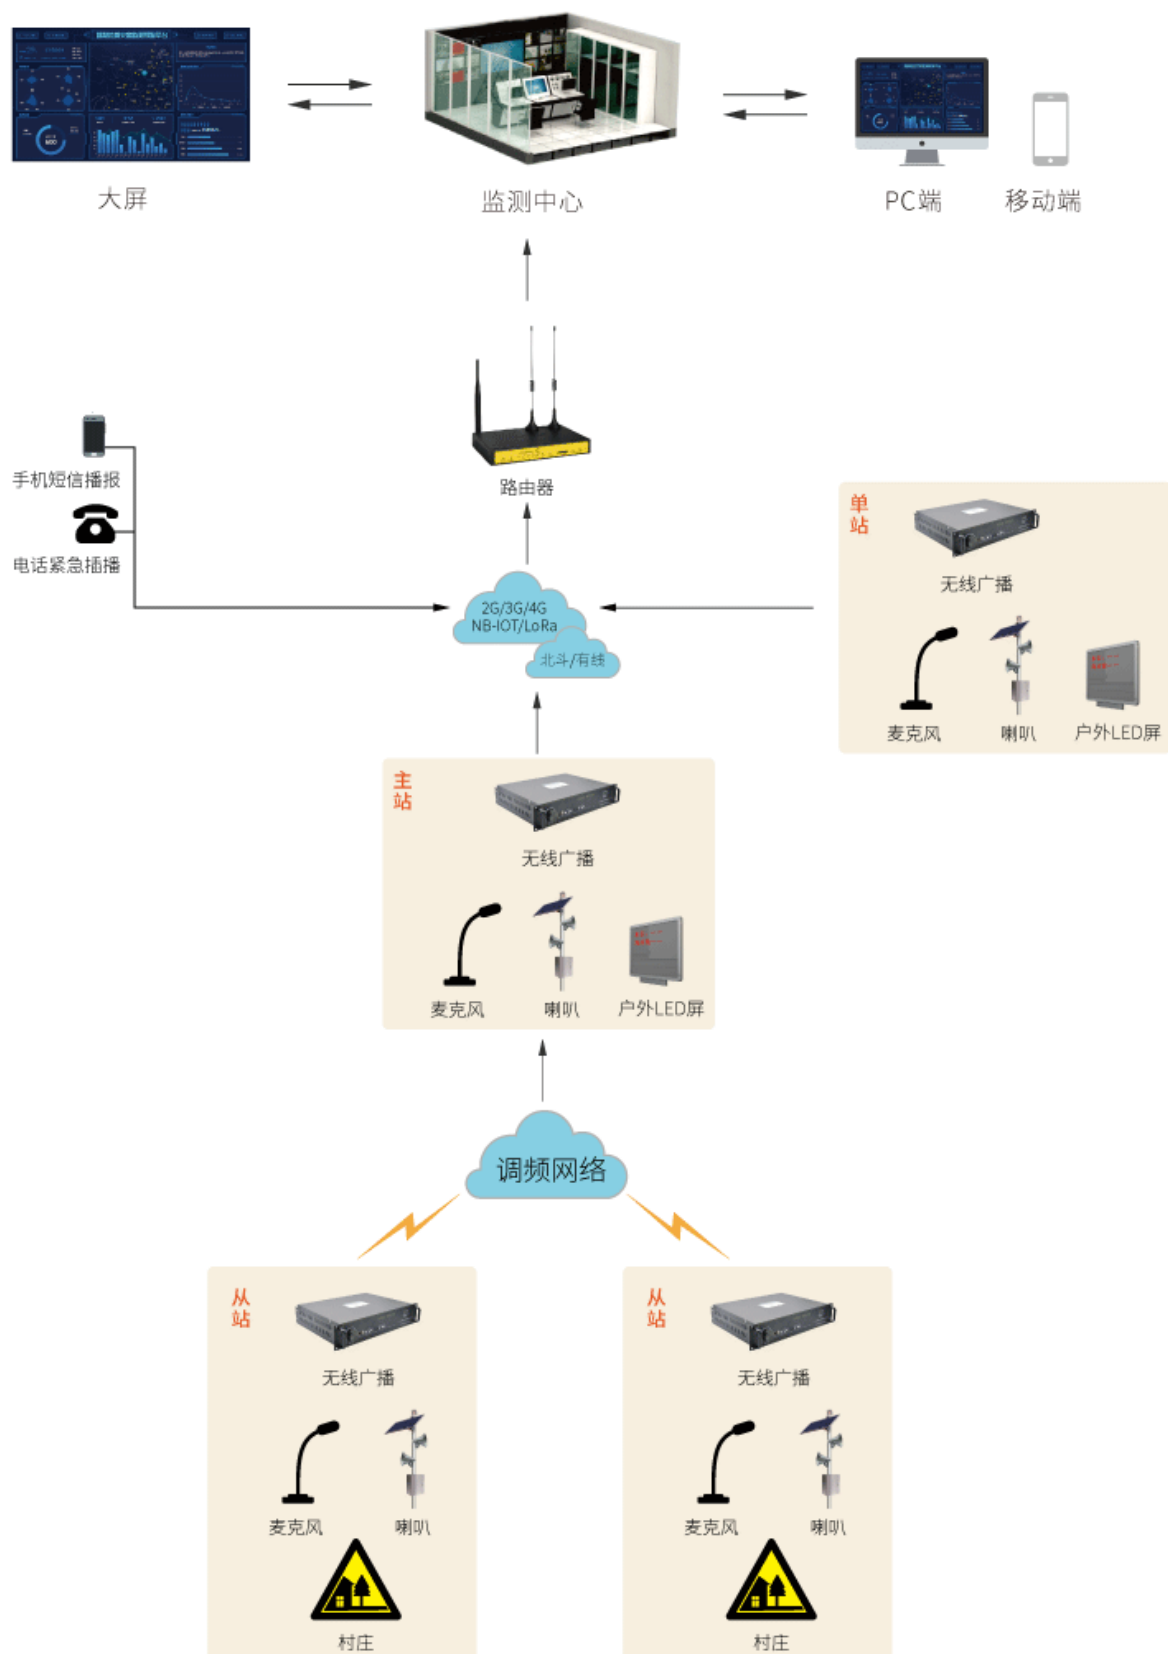 大屏
监测中心
PC端
移动端
手机短信播报
电话紧急插播
路由器
2G/3G/4G
NB-IOT/LoRa
北斗/有线
单站
无线广播
麦克风
喇叭
户外LED屏
主站
无线广播
麦克风
喇叭
户外LED屏
调频网络
从站
无线广播
麦克风
喇叭
村庄
从站
无线广播
麦克风
喇叭
村庄